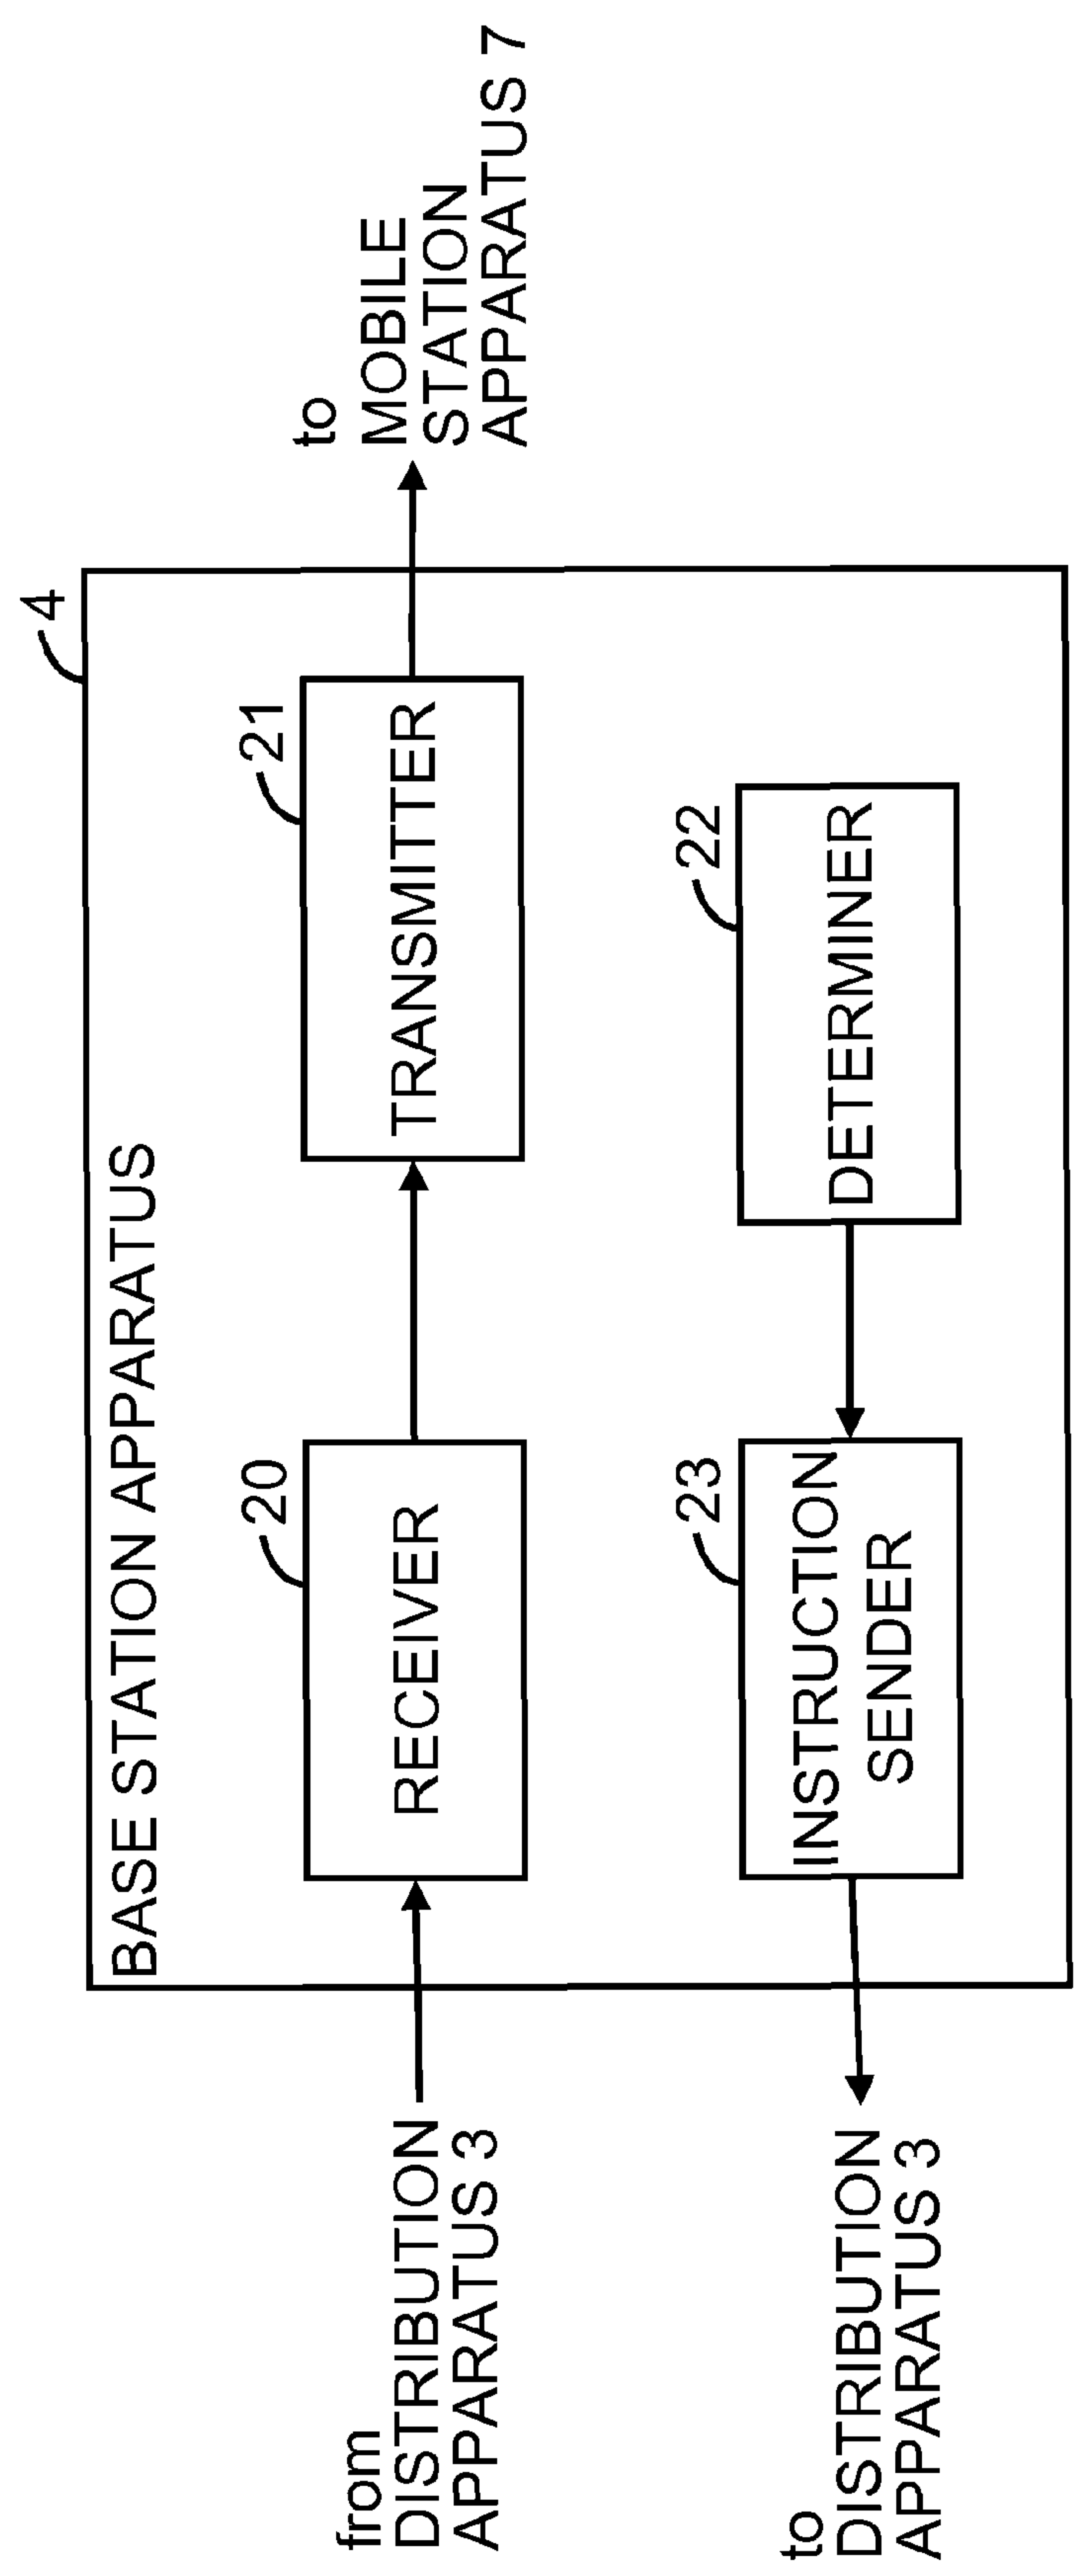 4
BASE STATION APPARATUS
20
21
from
DISTRIBUTION
APPARATUS 3
RECEIVER
TRANSMITTER
to
MOBILE
STATION
APPARATUS 7
23
22
to
DISTRIBUTION
APPARATUS 3
INSTRUCTION
SENDER
DETERMINER